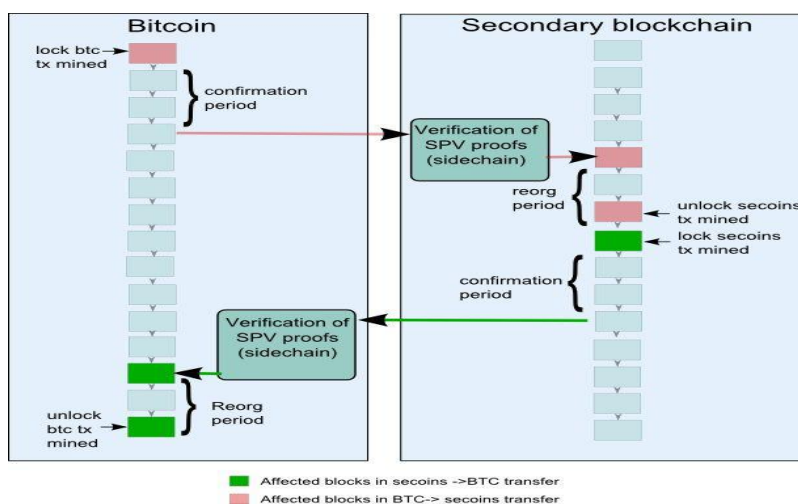 Bitcoin
lock btc
tx mined
confirmation
period
Verification of
SPV proofs
(sidechain)
Reorg
period
unlock
btc tx
mined
Secondary blockchain
Verification of
SPV proofs
(sidechain)
reorg
period
unlock secoins
tx mined
lock secoins
tx mined
confirmation
period
Affected blocks in secoins ->BTC transfer
Affected blocks in BTC-> secoins transfer